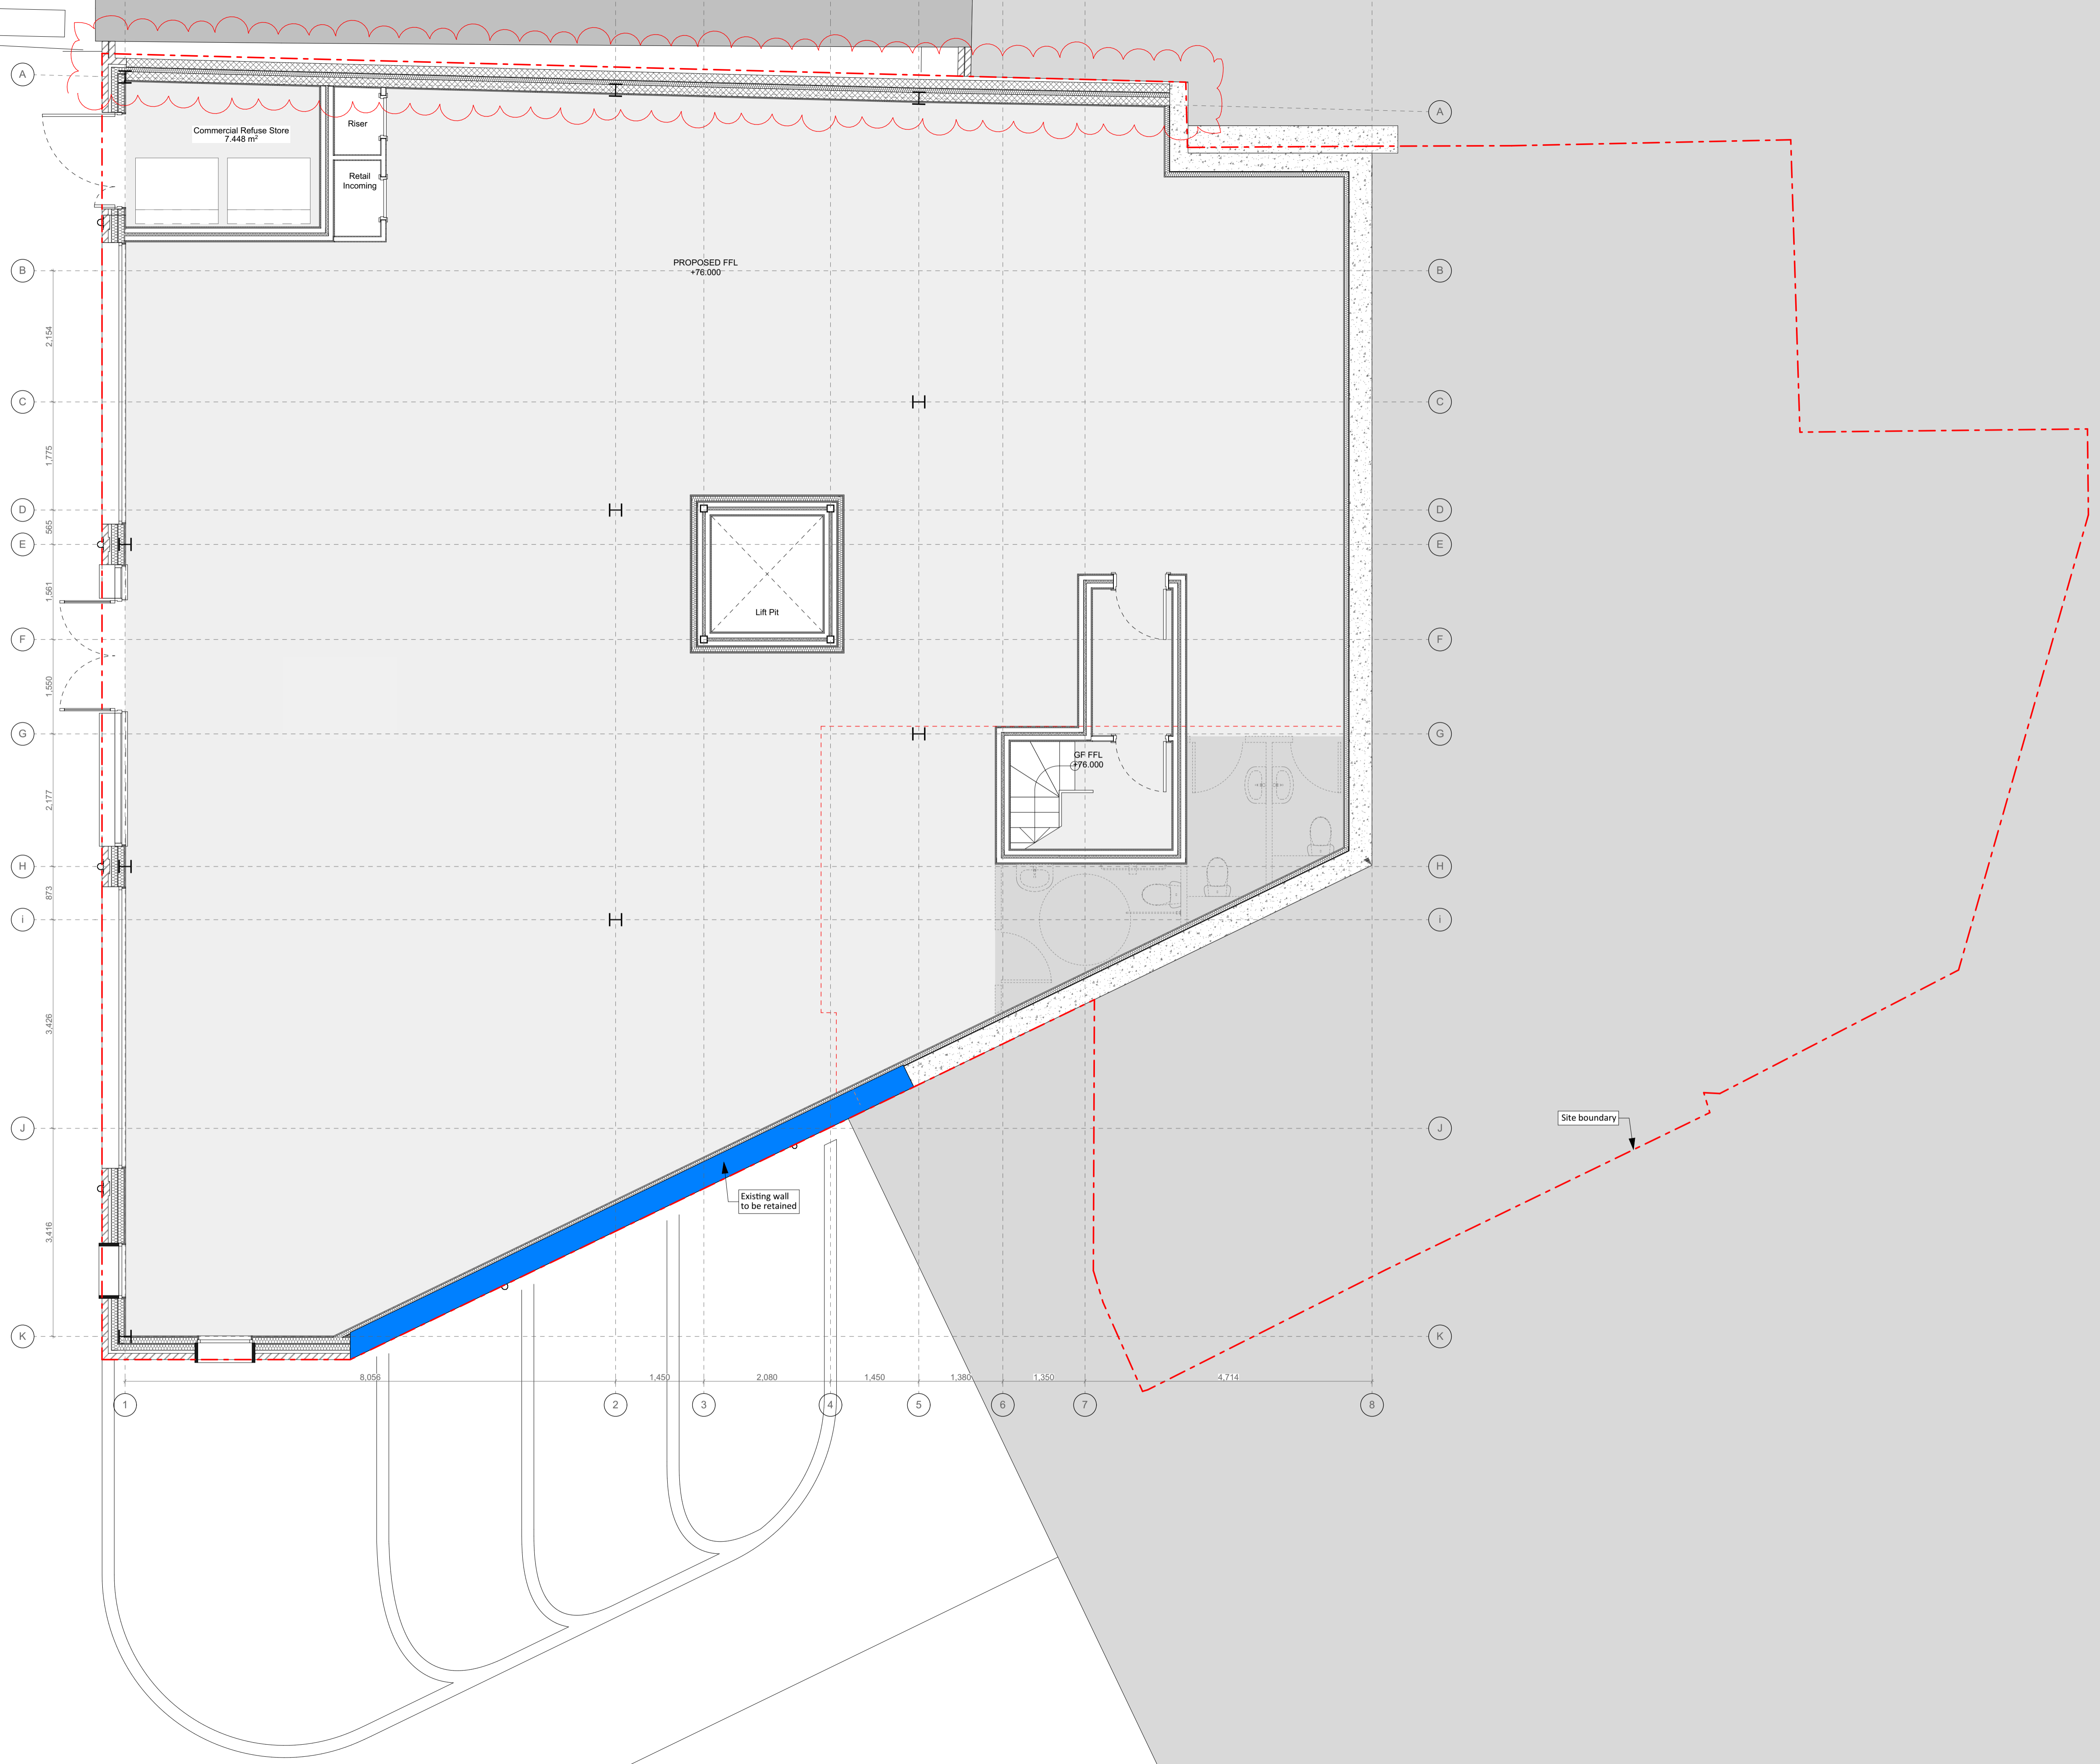 A
A
Commercial Refuse Store
7.448 m²
Riser
Retail
Incoming
PROPOSED FFL
+76.000
B
B
2,154
C
C
1,775
D
D
565
E
E
1,561
Lift Pit
F
F
1,550
G
G
GF FFL
+76.000
2,177
H
H
873
i
i
3,426
J
J
Site boundary
Existing wall
to be retained
3,416
K
K
8,056
1,450
2,080
1,450
1,380
1,350
4,714
1
2
3
4
5
6
7
8